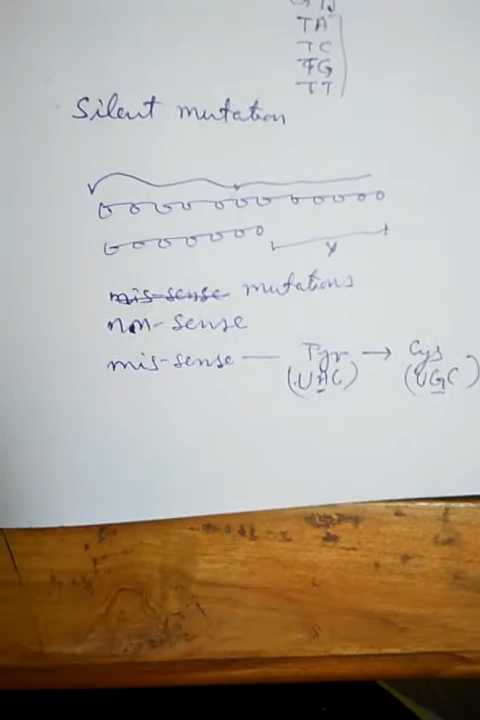 TA
TC
TG
TT
Silent mutation
x
mis-sense mutations
non-sense
mis-sense — Tyr → Cys
(UAC) (UGC)